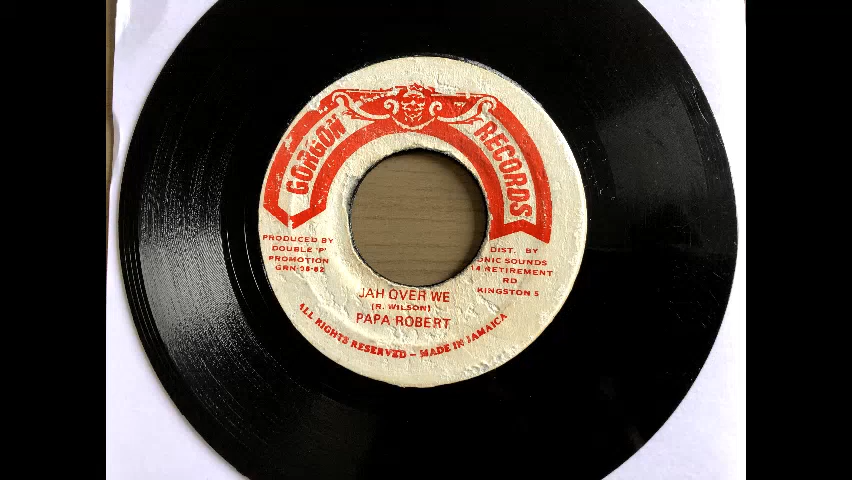 GORGON RECORDS
PRODUCED BY
DOUBLE 'P'
PROMOTION
GRN-38-82
DIST. BY
ONIC SOUNDS
14 RETIREMENT
RD
KINGSTON 5
JAH OVER WE
(R. WILSON)
PAPA ROBERT
ALL RIGHTS RESERVED – MADE IN JAMAICA